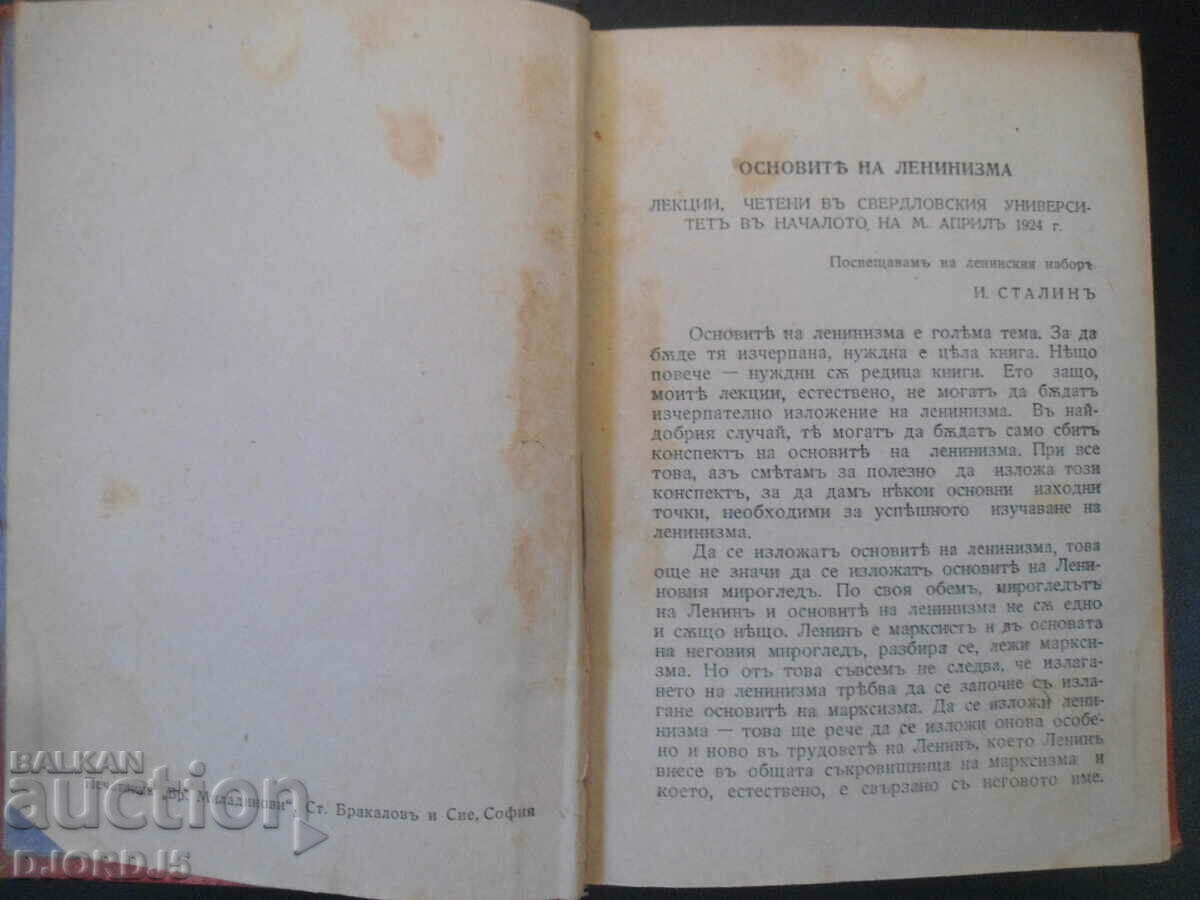 Печатница „Бр. Миладинови“, Ст. Бракаловъ и Сие, София
BALKAN
auction
DJORDJ5
ОСНОВИТѢ НА ЛЕНИНИЗМА
ЛЕКЦИИ, ЧЕТЕНИ ВЪ СВЕРДЛОВСКИЯ УНИВЕРСИ-
ТЕТЪ ВЪ НАЧАЛОТО НА М. АПРИЛЪ 1924 г.
Посвещавамъ на ленинския наборъ
И. СТАЛИНЪ
Основитѣ на ленинизма е голѣма тема. За да
бѫде тя изчерпана, нуждна е цѣла книга. Нѣщо
повече — нуждни сѫ редица книги. Ето защо,
моитѣ лекции, естествено, не могатъ да бѫдатъ
изчерпателно изложение на ленинизма. Въ най-
добрия случай, тѣ могатъ да бѫдатъ само сбитъ
конспектъ на основитѣ на ленинизма. При все
това, азъ смѣтамъ за полезно да изложа този
конспектъ, за да дамъ нѣкои основни изходни
точки, необходими за успѣшното изучаване на
ленинизма.
Да се изложатъ основитѣ на ленинизма, това
още не значи да се изложатъ основитѣ на Лени-
новия мирогледъ. По своя обемъ, мирогледътъ
на Ленинъ и основитѣ на ленинизма не сѫ едно
и сѫщо нѣщо. Ленинъ е марксистъ и въ основата
на неговия мирогледъ, разбира се, лежи маркси-
зма. Но отъ това съвсемъ не следва, че излага-
нето на ленинизма трѣбва да се започне съ изла-
гане основитѣ на марксизма. Да се изложи лени-
низма — това ще рече да се изложи онова особе-
но и ново въ трудоветѣ на Ленинъ, което Ленинъ
внесе въ общата съкровищница на марксизма и
което, естествено, е свързано съ неговото име.